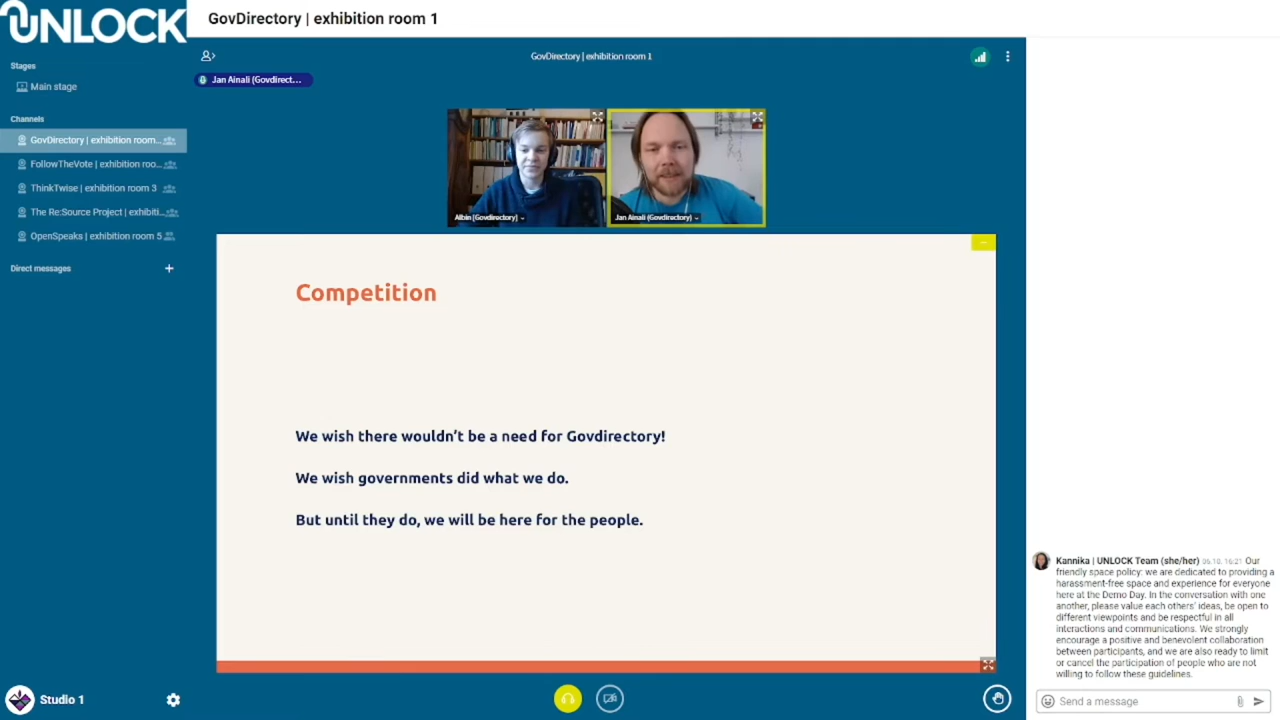 UNLOCK
GovDirectory | exhibition room 1
Stages
Main stage
Channels
GovDirectory | exhibition room...
FollowTheVote | exhibition roo...
ThinkTwise | exhibition room 3
The Re:Source Project | exhibiti...
OpenSpeaks | exhibition room 5
Direct messages
GovDirectory | exhibition room 1
Jan Ainali (Govdirect...
Albin (Govdirectory)
Jan Ainali (Govdirectory)
Competition
We wish there wouldn't be a need for Govdirectory!
We wish governments did what we do.
But until they do, we will be here for the people.
Kannika | UNLOCK Team (she/her) 06.10, 16:21 Our
friendly space policy: we are dedicated to providing a
harassment-free space and experience for everyone
here at the Demo Day. In the conversation with one
another, please value each others' ideas, be open to
different viewpoints and be respectful in all
interactions and communications. We strongly
encourage a positive and benevolent collaboration
between participants, and we are also ready to limit
or cancel the participation of people who are not
willing to follow these guidelines.
Send a message
Studio 1